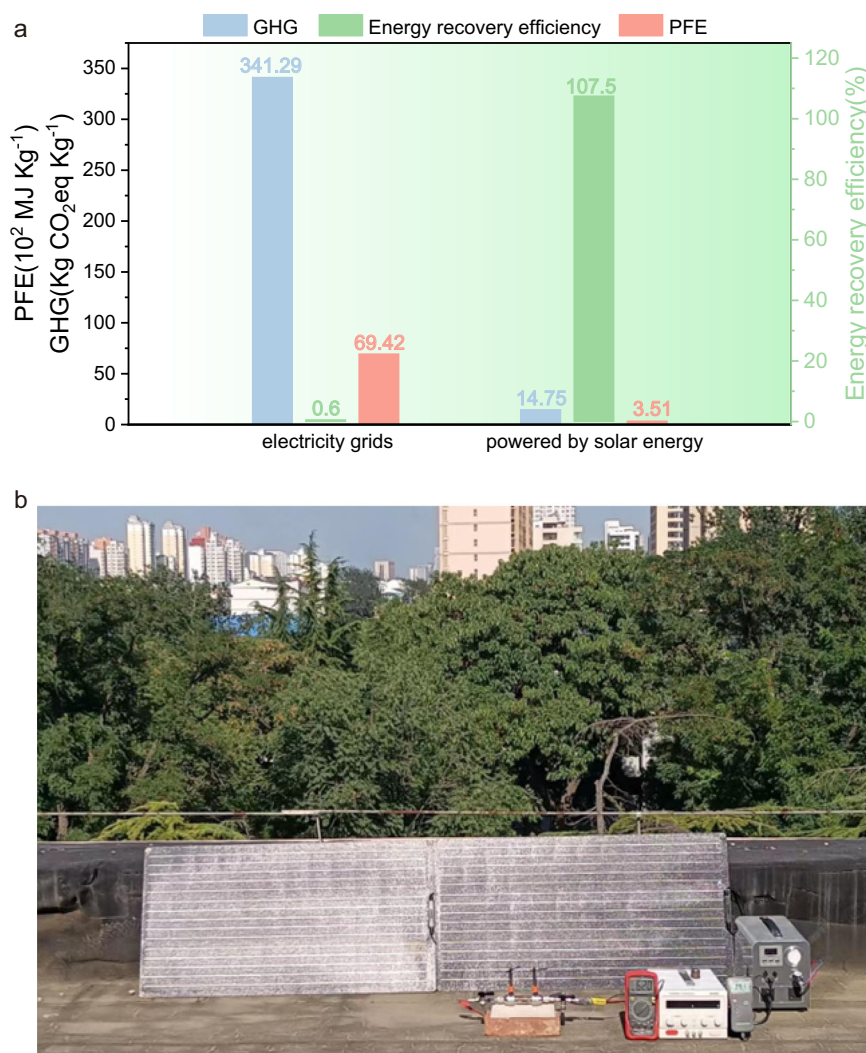 a
GHG Energy recovery efficiency PFE
PFE(10² MJ Kg⁻¹)
GHG(Kg CO₂eq Kg⁻¹)
350
300
250
200
150
100
50
0
341.29
0.6
69.42
14.75
107.5
3.51
electricity grids
powered by solar energy
120
100
80
60
40
20
0
Energy recovery efficiency(%)
b